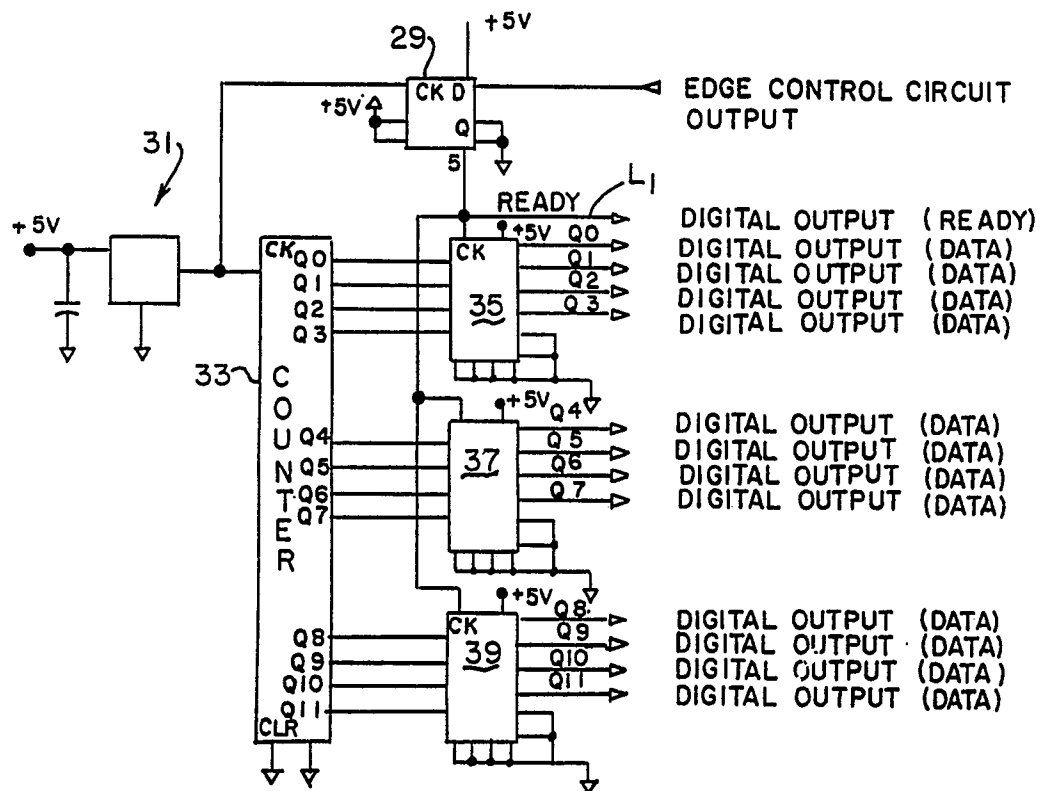 +5V
29
CK D
EDGE CONTROL CIRCUIT
OUTPUT
+5V
Q
5
31
READY
L1
DIGITAL OUTPUT (READY)
+5V
+5V
CK
Q0
DIGITAL OUTPUT (DATA)
CK
Q0
Q1
DIGITAL OUTPUT (DATA)
Q1
Q2
DIGITAL OUTPUT (DATA)
Q2
35
Q3
DIGITAL OUTPUT (DATA)
Q3
33
COUNTER
+5V
Q4
DIGITAL OUTPUT (DATA)
Q4
Q5
DIGITAL OUTPUT (DATA)
Q5
37
Q6
DIGITAL OUTPUT (DATA)
Q6
Q7
DIGITAL OUTPUT (DATA)
Q7
+5V
Q8
DIGITAL OUTPUT (DATA)
Q8
CK
Q9
DIGITAL OUTPUT (DATA)
Q9
39
Q10
DIGITAL OUTPUT (DATA)
Q10
Q11
DIGITAL OUTPUT (DATA)
Q11
CLR